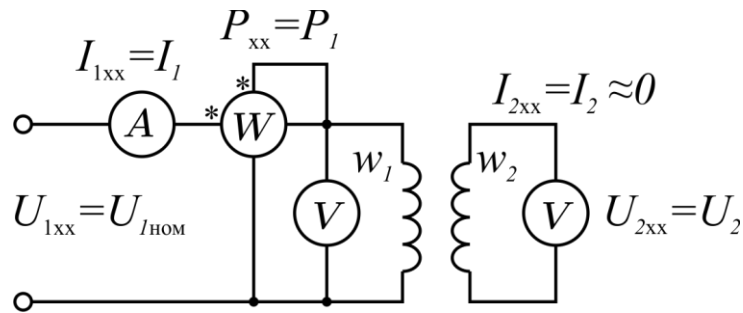 P_xx=P_1
I_1xx=I_1
*
*
A
W
I_2xx=I_2≈0
w_1
w_2
U_1xx=U_1ном
V
V
U_2xx=U_2